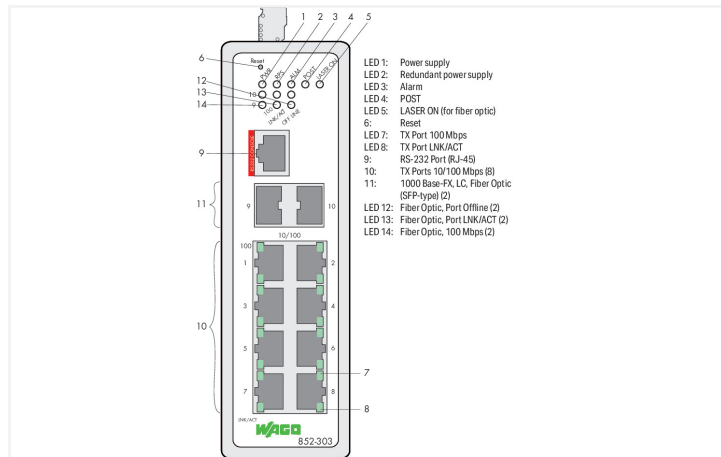 1
2
3
4
5
6
Reset
PWR
RPS
ALM
POST
LASER ON
12
13
14
10
9
100
LNK/ACT
OFF LINE
9
11
9
10
10/100
100
1
2
3
4
10
5
6
7
7
8
8
LNK/ACT
WAGO
852-303
LED 1: Power supply
LED 2: Redundant power supply
LED 3: Alarm
LED 4: POST
LED 5: LASER ON (for fiber optic)
6: Reset
LED 7: TX Port 100 Mbps
LED 8: TX Port LNK/ACT
9: RS-232 Port (RJ-45)
10: TX Ports 10/100 Mbps (8)
11: 1000 Base-FX, LC, Fiber Optic
(SFP-type) (2)
LED 12: Fiber Optic, Port Offline (2)
LED 13: Fiber Optic, Port LNK/ACT (2)
LED 14: Fiber Optic, 100 Mbps (2)